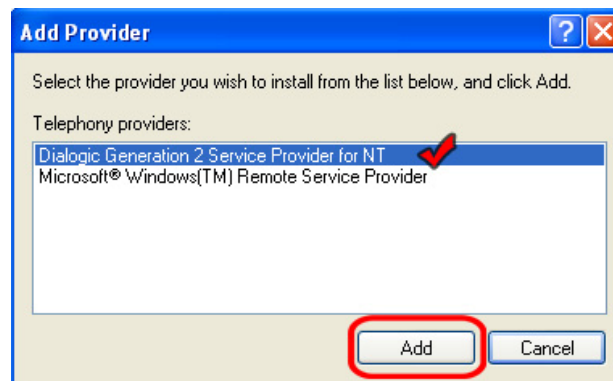 Add Provider
Select the provider you wish to install from the list below, and click Add.
Telephony providers:
Dialogic Generation 2 Service Provider for NT
Microsoft® Windows(TM) Remote Service Provider
Add
Cancel